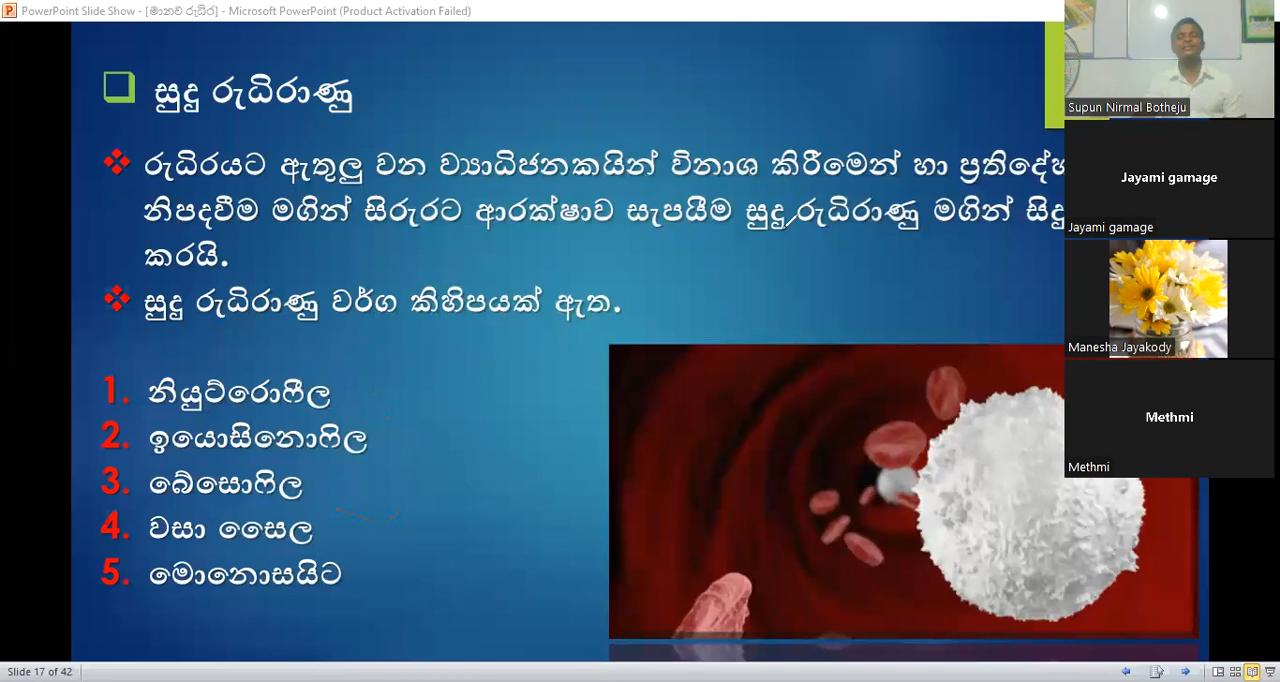 PowerPoint Slide Show - [මානව රුධිර] - Microsoft PowerPoint (Product Activation Failed)
සුදු රුධිරාණු
රුධිරයට ඇතුලු වන ව්‍යාධිජනකයින් විනාශ කිරීමෙන් හා
නිපදවීම මගින් සිරුරට ආරක්ෂාව සැපයීම සුදු රුධිරාණු මගින් සිදු
කරයි.
සුදු රුධිරාණු වර්ග කිහිපයක් ඇත.
1. නියුට්රොෆීල
2. ඉයොසිනොෆිල
3. බේසොෆිල
4. වසා සෛල
5. මොනොසයිට
Supun Nirmal Botheju
Jayami gamage
Jayami gamage
Manesha Jayakody
Methmi
Methmi
Slide 17 of 42